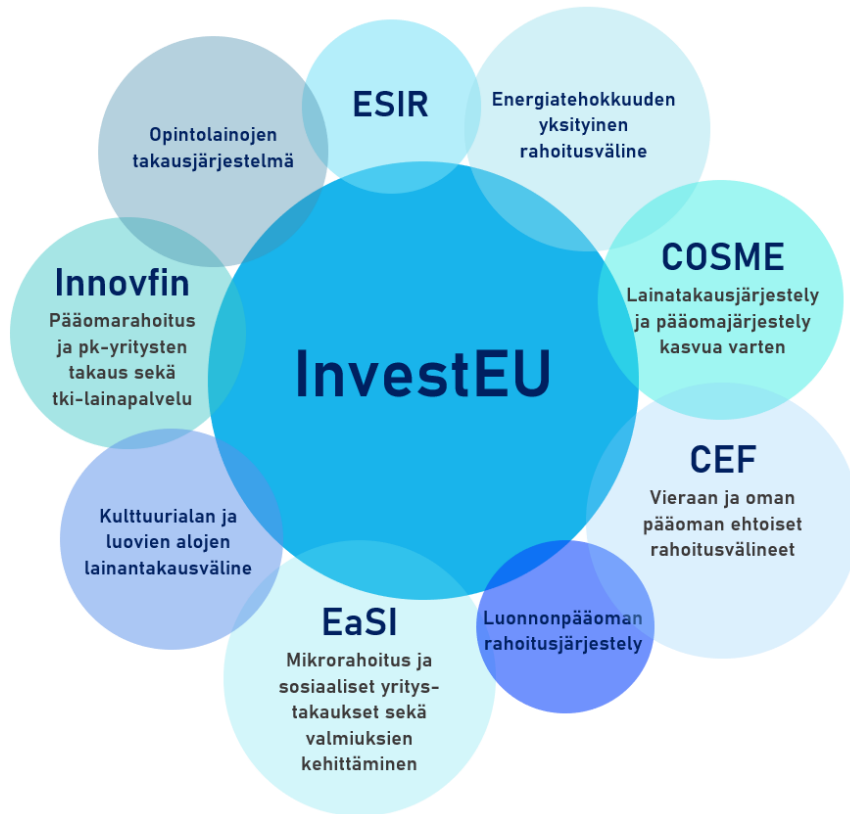 ESIR
Energiatehokkuuden
yksityinen
rahoitusväline
Opintolainojen
takausjärjestelmä
COSME
Lainatakausjärjestely
ja pääomajärjestely
kasvua varten
Innovfin
Pääomarahoitus
ja pk-yritysten
takaus sekä
tki-lainapalvelu
InvestEU
CEF
Vieraan ja oman
pääoman ehtoiset
rahoitusvälineet
Kulttuurialan ja
luovien alojen
lainantakausväline
EaSI
Mikrorahoitus ja
sosiaaliset yritys-
takaukset sekä
valmiuksien
kehittäminen
Luonnonpääoman
rahoitusjärjestely